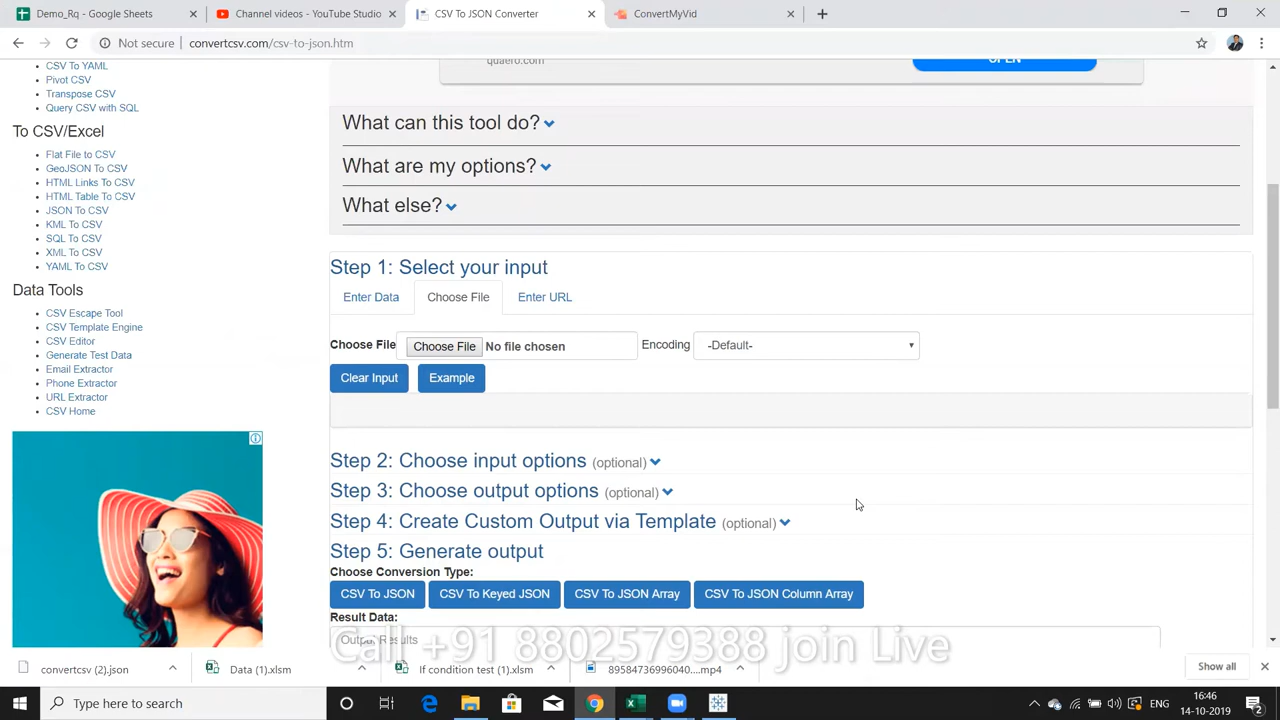 Demo_Rq - Google Sheets
Channel videos - YouTube Studio
CSV To JSON Converter
ConvertMyVid
Not secure
convertcsv.com/csv-to-json.htm
CSV To YAML
Pivot CSV
Transpose CSV
Query CSV with SQL
To CSV/Excel
Flat File to CSV
GeoJSON To CSV
HTML Links To CSV
HTML Table To CSV
JSON To CSV
KML To CSV
SQL To CSV
XML To CSV
YAML To CSV
Data Tools
CSV Escape Tool
CSV Template Engine
CSV Editor
Generate Test Data
Email Extractor
Phone Extractor
URL Extractor
CSV Home
quaero.com
OPEN
What can this tool do?
What are my options?
What else?
Step 1: Select your input
Enter Data
Choose File
Enter URL
Choose File
Choose File
No file chosen
Encoding
-Default-
Clear Input
Example
Step 2: Choose input options (optional)
Step 3: Choose output options (optional)
Step 4: Create Custom Output via Template (optional)
Step 5: Generate output
Choose Conversion Type:
CSV To JSON
CSV To Keyed JSON
CSV To JSON Array
CSV To JSON Column Array
Result Data:
Output Results
Call +91 8802579388 join Live
convertcsv (2).json
Data (1).xlsm
If condition test (1).xlsm
89584736996040....mp4
Show all
Type here to search
ENG
16:46
14-10-2019
2